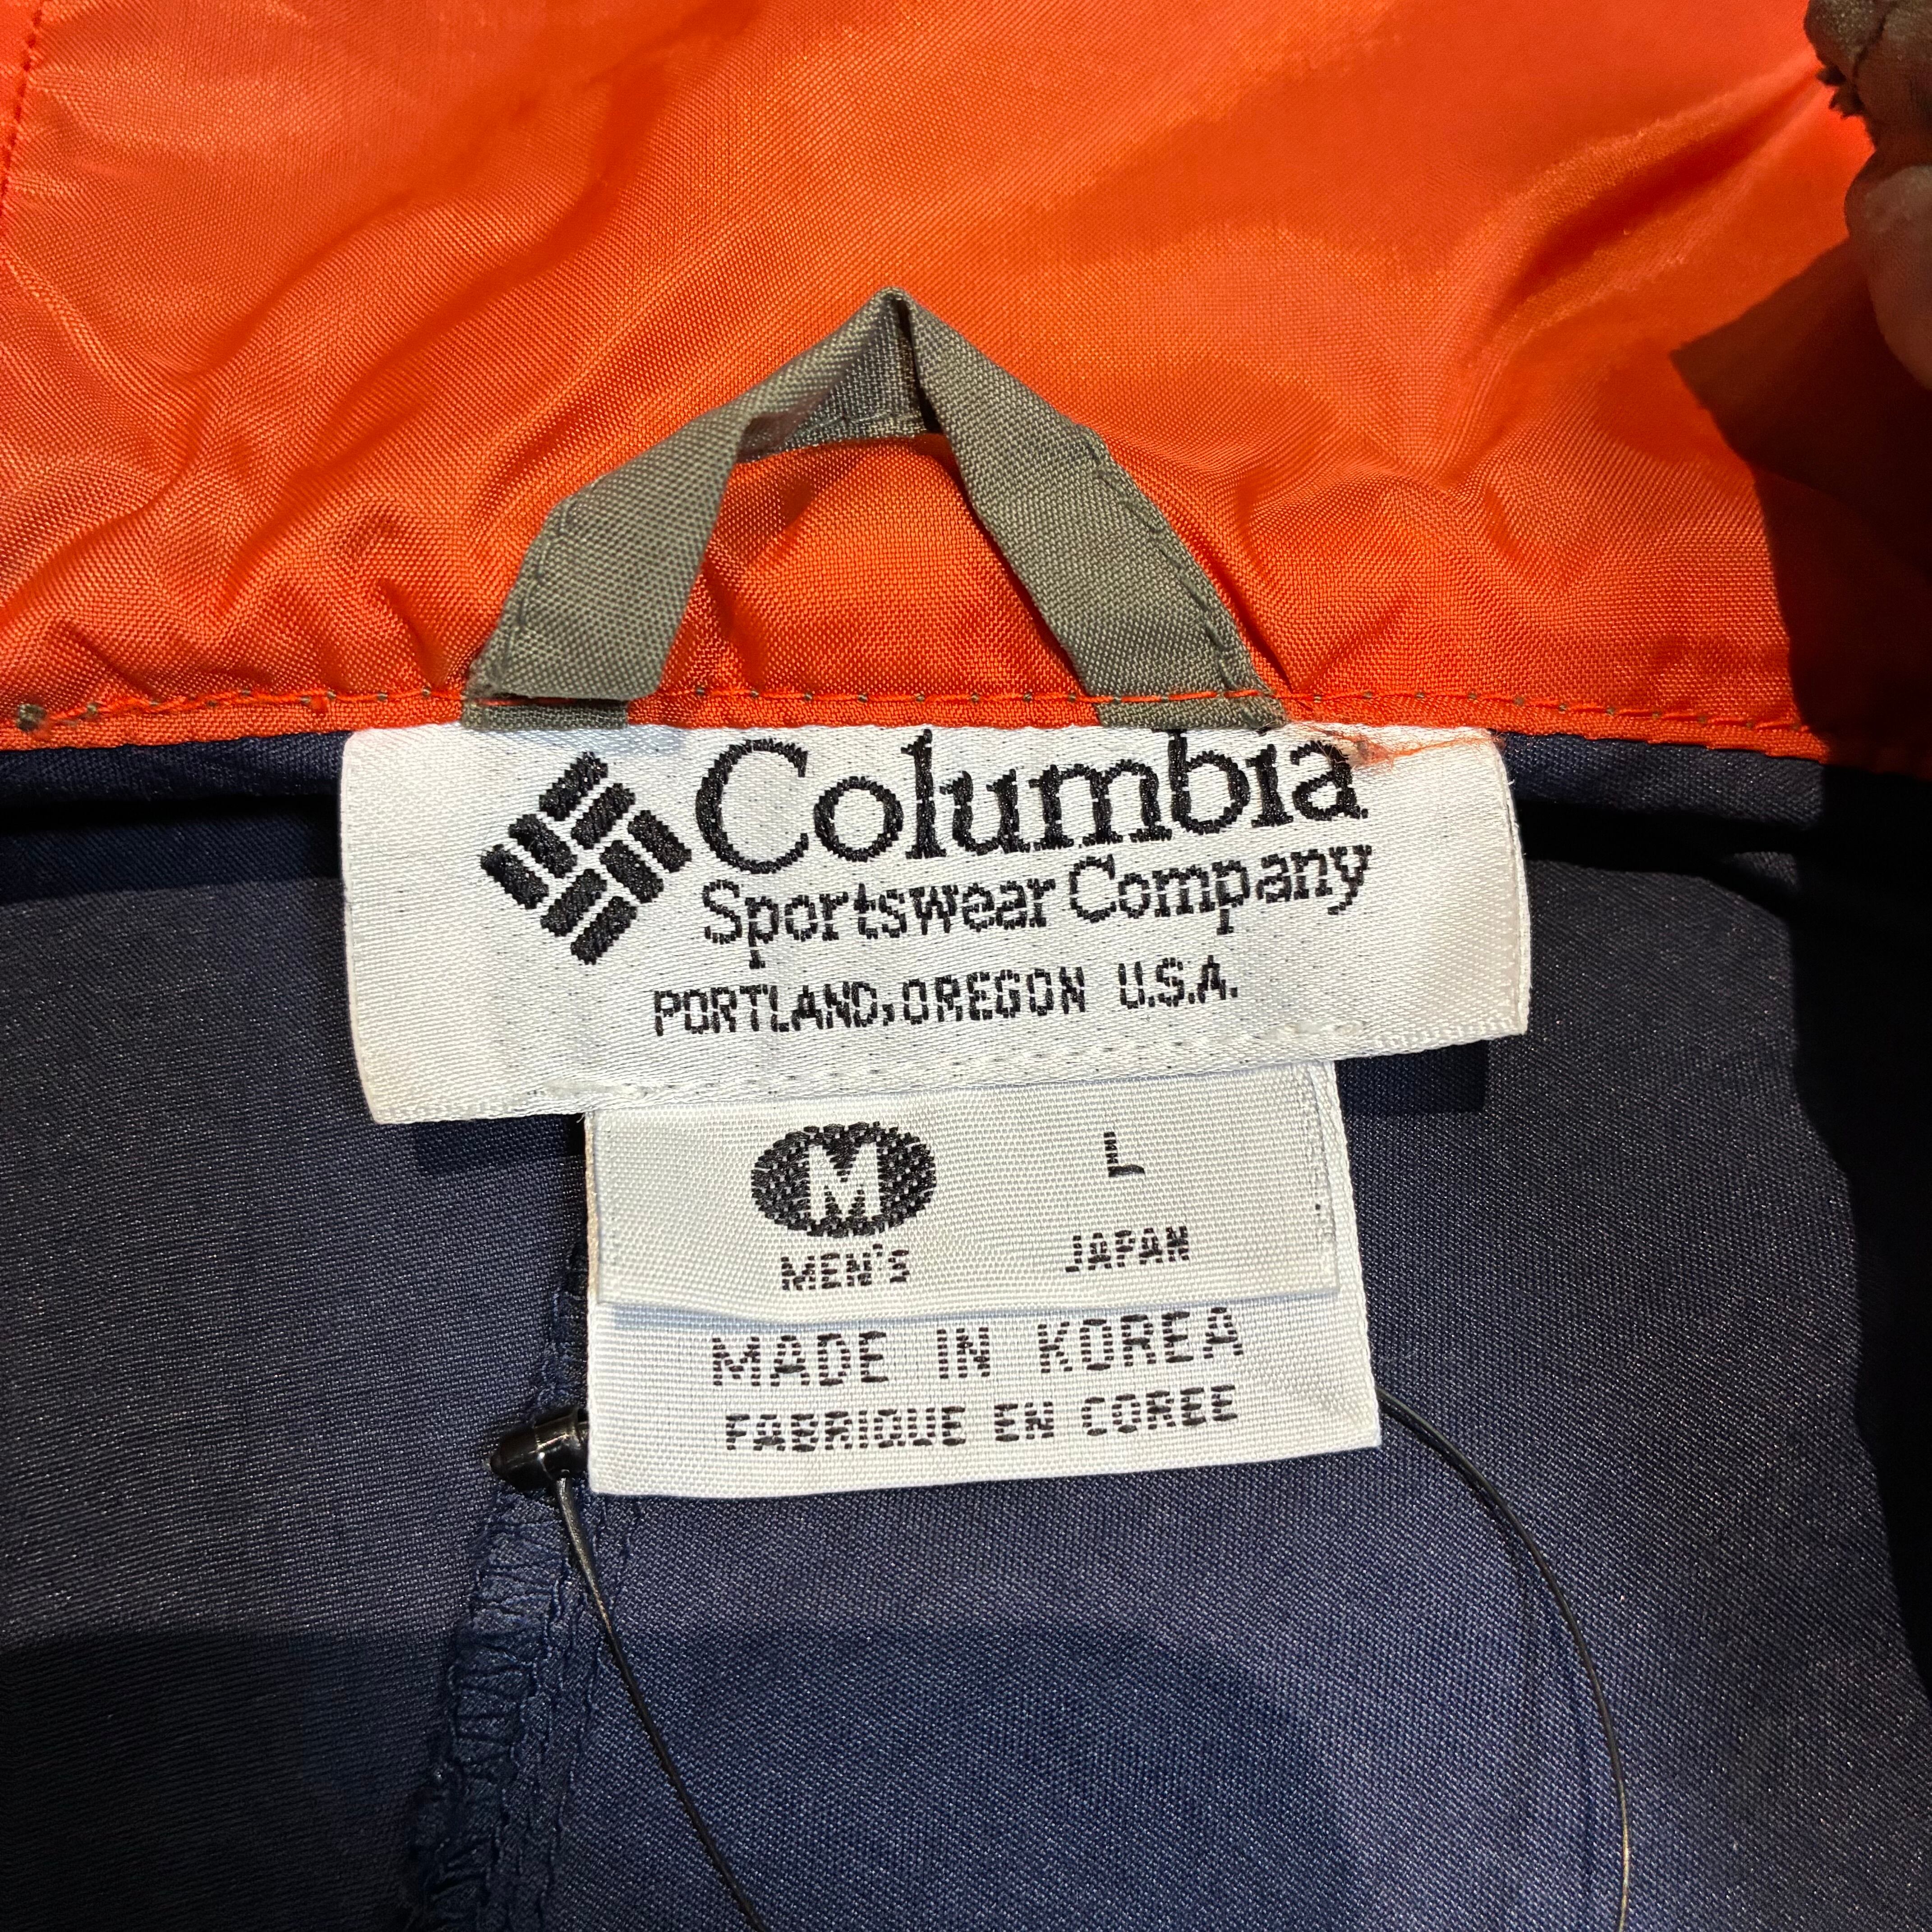 Columbia
Sportswear Company
PORTLAND,OREGON U.S.A.
M L
MEN'S JAPAN
MADE IN KOREA
FABRIQUE EN COREE